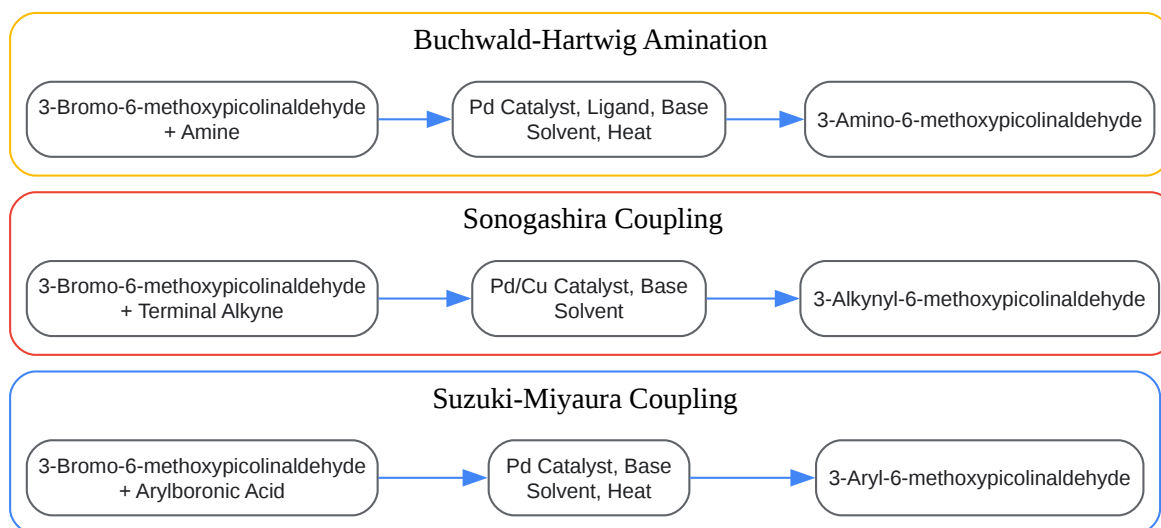 Buchwald-Hartwig Amination
3-Bromo-6-methoxypicolinaldehyde
+ Amine
Pd Catalyst, Ligand, Base
Solvent, Heat
3-Amino-6-methoxypicolinaldehyde
Sonogashira Coupling
3-Bromo-6-methoxypicolinaldehyde
+ Terminal Alkyne
Pd/Cu Catalyst, Base
Solvent
3-Alkynyl-6-methoxypicolinaldehyde
Suzuki-Miyaura Coupling
3-Bromo-6-methoxypicolinaldehyde
+ Arylboronic Acid
Pd Catalyst, Base
Solvent, Heat
3-Aryl-6-methoxypicolinaldehyde